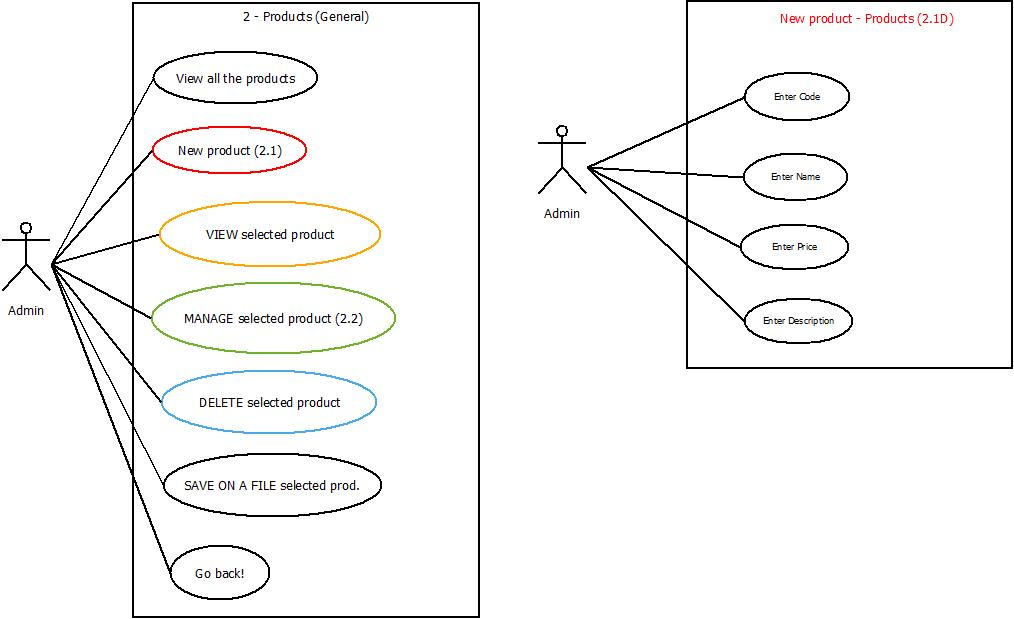 2 - Products (General)
View all the products
New product (2.1)
VIEW selected product
MANAGE selected product (2.2)
DELETE selected product
SAVE ON A FILE selected prod.
Go back!
Admin
New product - Products (2.1D)
Enter Code
Enter Name
Enter Price
Enter Description
Admin